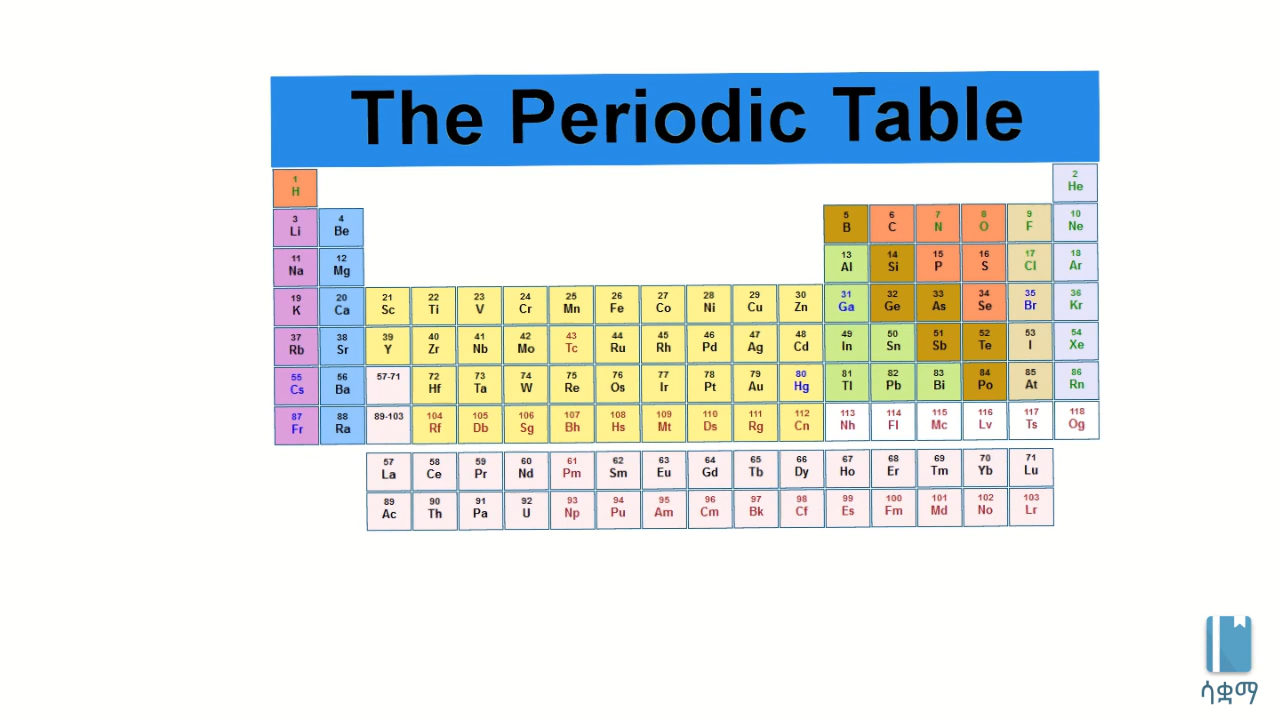 The Periodic Table
1 2
H He
3 4 5 6 7 8 9 10
Li Be B C N O F Ne
11 12 13 14 15 16 17 18
Na Mg Al Si P S Cl Ar
19 20 21 22 23 24 25 26 27 28 29 30 31 32 33 34 35 36
K Ca Sc Ti V Cr Mn Fe Co Ni Cu Zn Ga Ge As Se Br Kr
37 38 39 40 41 42 43 44 45 46 47 48 49 50 51 52 53 54
Rb Sr Y Zr Nb Mo Tc Ru Rh Pd Ag Cd In Sn Sb Te I Xe
55 56 57-71 72 73 74 75 76 77 78 79 80 81 82 83 84 85 86
Cs Ba Hf Ta W Re Os Ir Pt Au Hg Tl Pb Bi Po At Rn
87 88 89-103 104 105 106 107 108 109 110 111 112 113 114 115 116 117 118
Fr Ra Rf Db Sg Bh Hs Mt Ds Rg Cn Nh Fl Mc Lv Ts Og
57 58 59 60 61 62 63 64 65 66 67 68 69 70 71
La Ce Pr Nd Pm Sm Eu Gd Tb Dy Ho Er Tm Yb Lu
89 90 91 92 93 94 95 96 97 98 99 100 101 102 103
Ac Th Pa U Np Pu Am Cm Bk Cf Es Fm Md No Lr
ሳቋማ